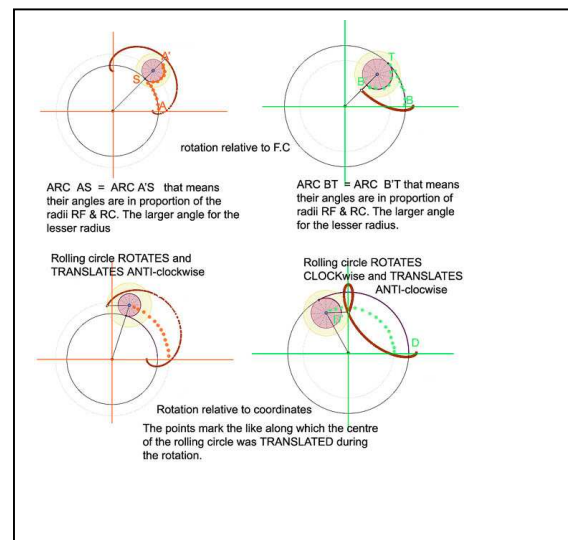 A'
S
A
T
B
B
rotation relative to F.C
ARC AS = ARC A'S that means
their angles are in proportion of the
radii RF & RC. The larger angle for the
lesser radius
ARC BT = ARC B'T that means
their angles are in proportion of
radii RF & RC. The larger angle
for the lesser radius.
Rolling circle ROTATES and
TRANSLATES ANTI-clockwise
Rolling circle ROTATES
CLOCKwise and TRANSLATES
ANTI-clocwise
D
Rotation relative to coordinates
The points mark the like along which the centre
of the rolling circle was TRANSLATED during
the rotation.